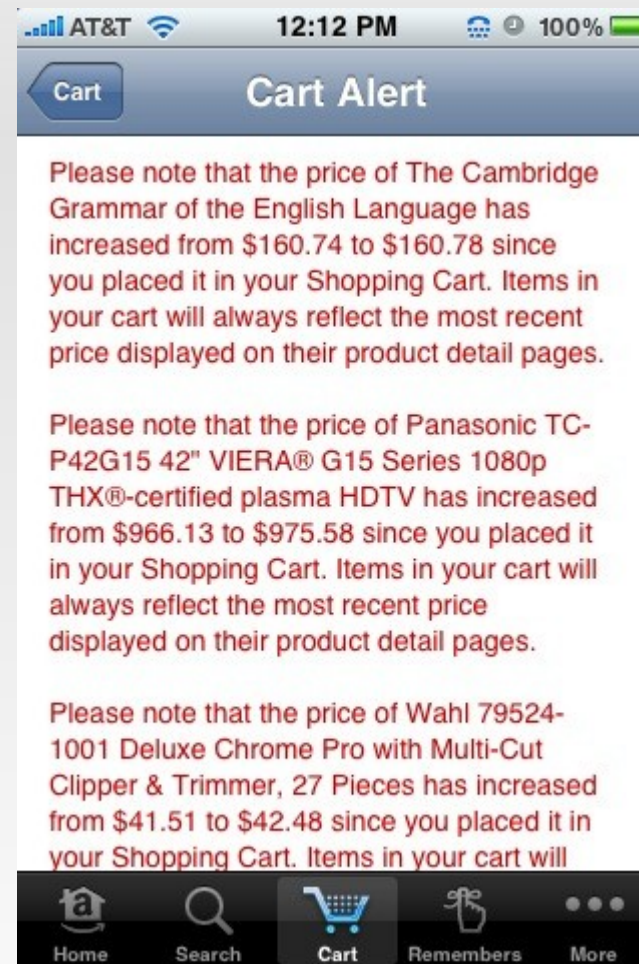 AT&T 12:12 PM 100%
Cart Cart Alert
Please note that the price of The Cambridge
Grammar of the English Language has
increased from $160.74 to $160.78 since
you placed it in your Shopping Cart. Items in
your cart will always reflect the most recent
price displayed on their product detail pages.
Please note that the price of Panasonic TC-
P42G15 42" VIERA® G15 Series 1080p
THX®-certified plasma HDTV has increased
from $966.13 to $975.58 since you placed it
in your Shopping Cart. Items in your cart will
always reflect the most recent price
displayed on their product detail pages.
Please note that the price of Wahl 79524-
1001 Deluxe Chrome Pro with Multi-Cut
Clipper & Trimmer, 27 Pieces has increased
from $41.51 to $42.48 since you placed it in
your Shopping Cart. Items in your cart will
a
Home Search Cart Remembers More